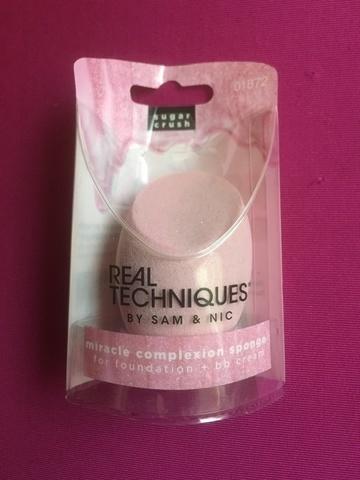 01872
sugar
crush
REAL
TECHNIQUES
BY SAM & NIC
miracle complexion sponge
for foundation + bb cream